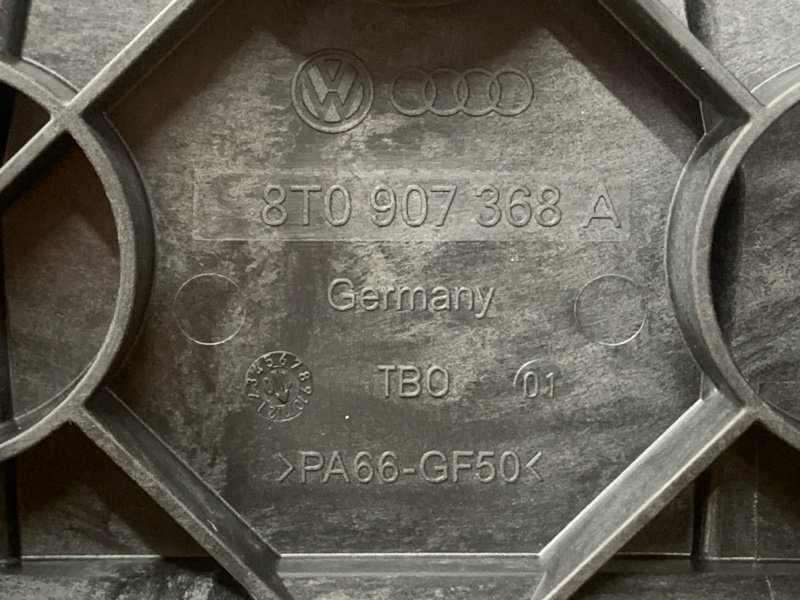 8T0 907 368 A
Germany
TBO 01
>PA66-GF50<